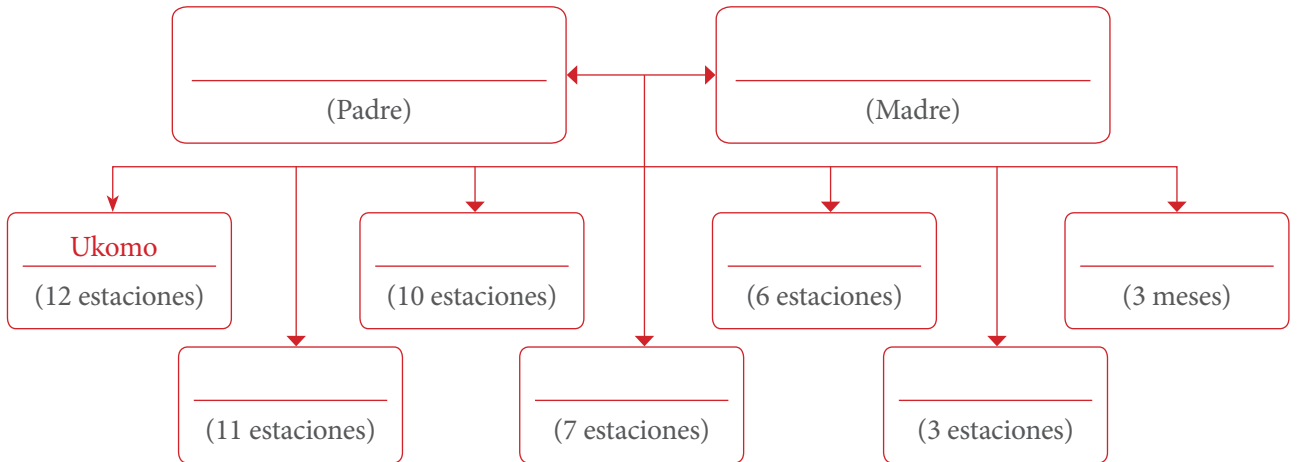 (Padre)
(Madre)
Ukomo
(12 estaciones)
(10 estaciones)
(6 estaciones)
(3 meses)
(11 estaciones)
(7 estaciones)
(3 estaciones)